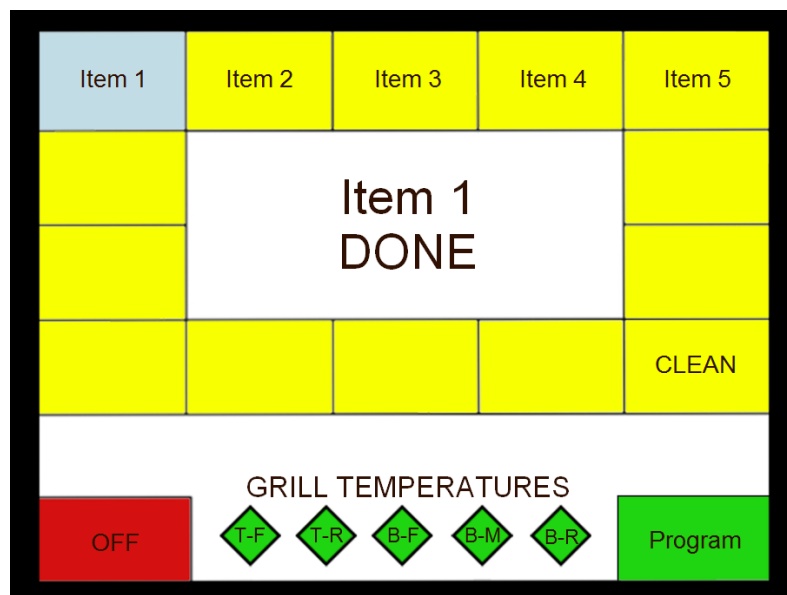 Item 1
Item 2
Item 3
Item 4
Item 5
Item 1
DONE
CLEAN
GRILL TEMPERATURES
OFF
T-F
T-R
B-F
B-M
B-R
Program